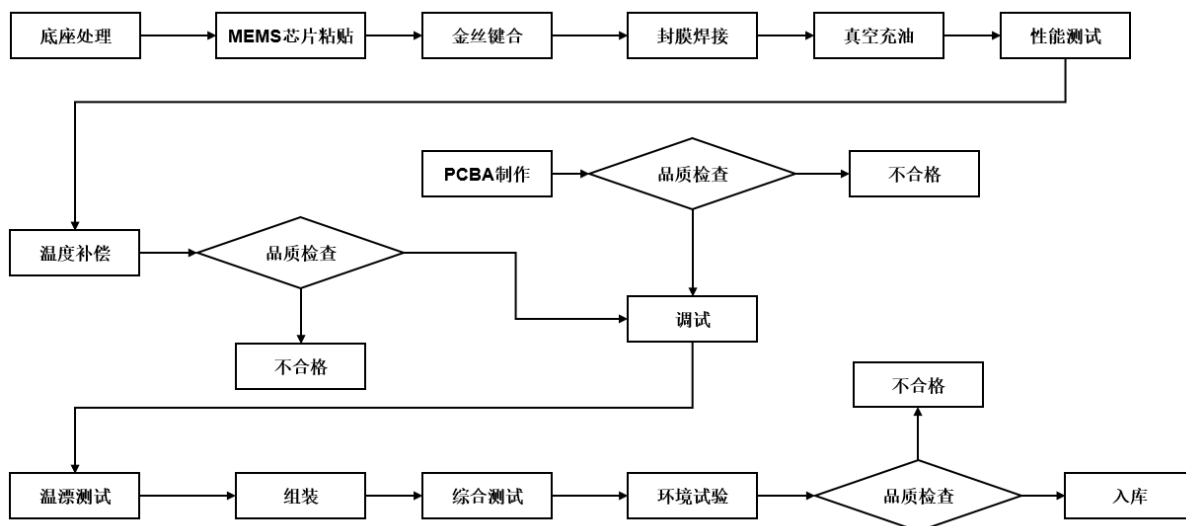 底座处理
MEMS芯片粘贴
金丝键合
封膜焊接
真空充油
性能测试
PCBA制作
品质检查
不合格
温度补偿
品质检查
调试
不合格
不合格
温漂测试
组装
综合测试
环境试验
品质检查
入库